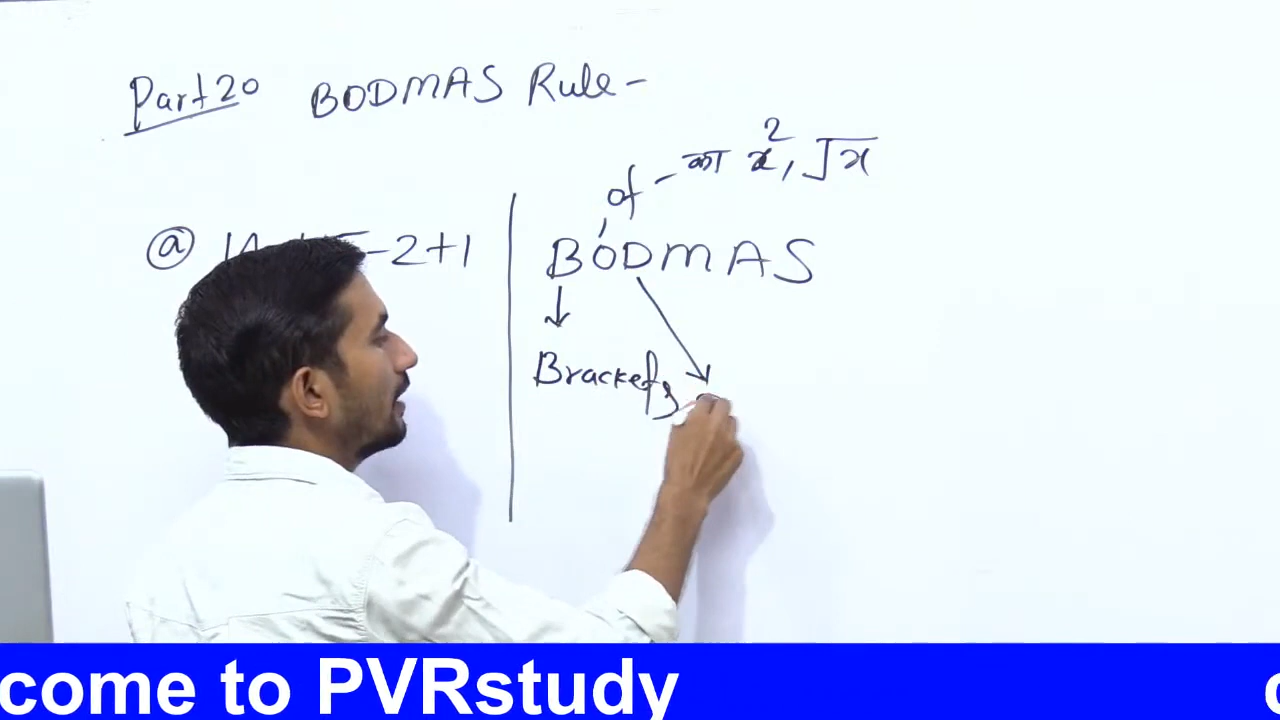 Part 20 BODMAS Rule -
of - का x², √x
@ -2+1
BODMAS
Brackets
come to PVRstudy